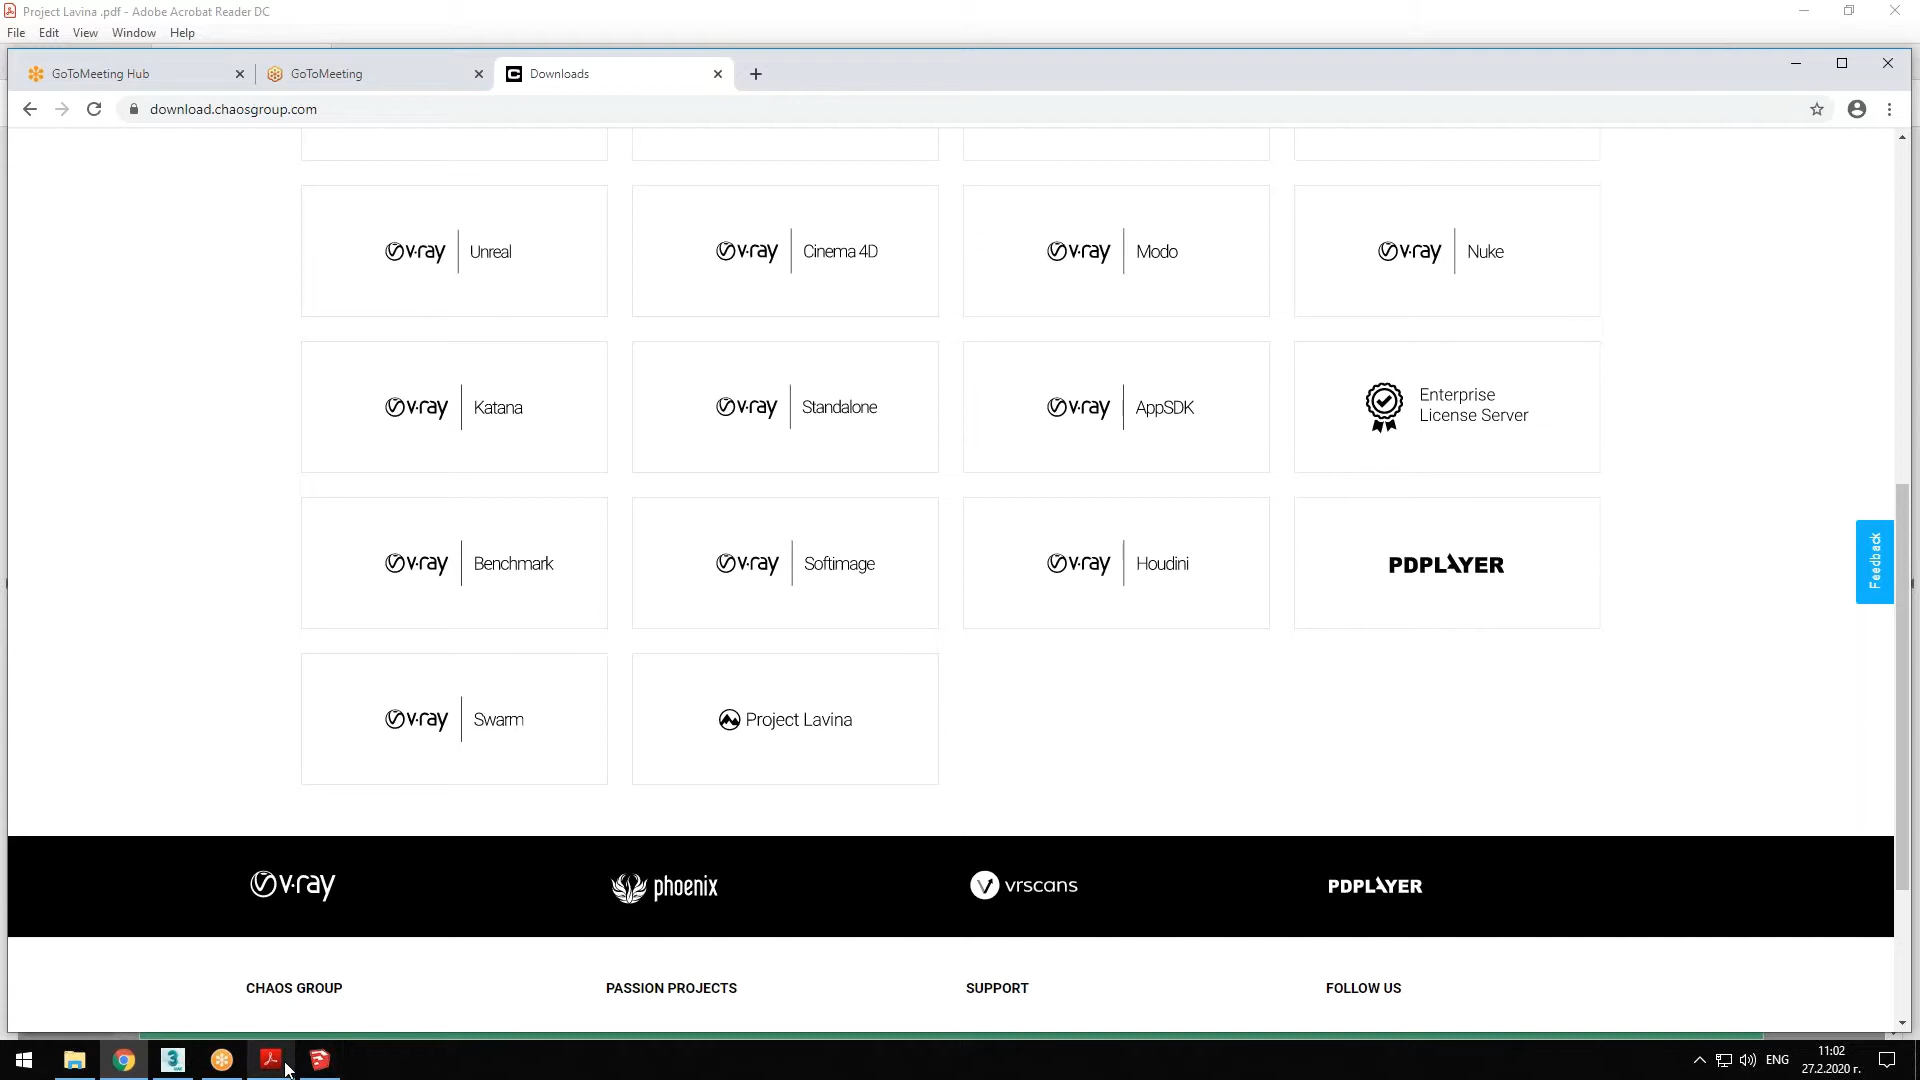 Project Lavina .pdf - Adobe Acrobat Reader DC
File Edit View Window Help
GoToMeeting Hub
GoToMeeting
Downloads
download.chaosgroup.com
v·ray Unreal
v·ray Cinema 4D
v·ray Modo
v·ray Nuke
v·ray Katana
v·ray Standalone
v·ray AppSDK
Enterprise
License Server
v·ray Benchmark
v·ray Softimage
v·ray Houdini
PDPLAYER
Feedback
v·ray Swarm
Project Lavina
v·ray
phoenix
vrscans
PDPLAYER
CHAOS GROUP
PASSION PROJECTS
SUPPORT
FOLLOW US
ENG
11:02
27.2.2020 г.